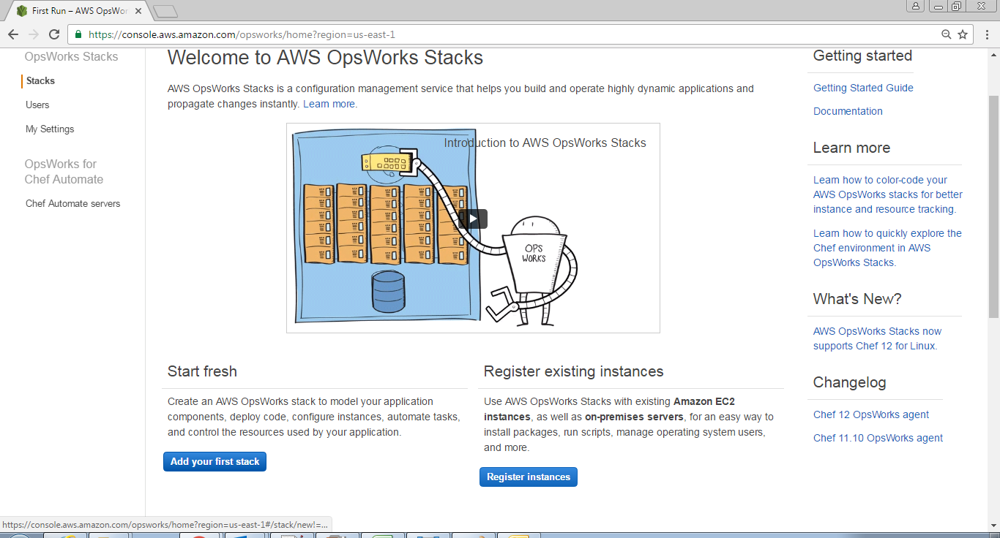 First Run – AWS OpsWor
https://console.aws.amazon.com/opsworks/home?region=us-east-1
OpsWorks Stacks
Stacks
Users
My Settings
OpsWorks for
Chef Automate
Chef Automate servers
Welcome to AWS OpsWorks Stacks
AWS OpsWorks Stacks is a configuration management service that helps you build and operate highly dynamic applications and
propagate changes instantly. Learn more.
Introduction to AWS OpsWorks Stacks
OPS
WORKS
Start fresh
Create an AWS OpsWorks stack to model your application
components, deploy code, configure instances, automate tasks,
and control the resources used by your application.
Add your first stack
Register existing instances
Use AWS OpsWorks Stacks with existing Amazon EC2
instances, as well as on-premises servers, for an easy way to
install packages, run scripts, manage operating system users,
and more.
Register instances
Getting started
Getting Started Guide
Documentation
Learn more
Learn how to color-code your
AWS OpsWorks stacks for better
instance and resource tracking.
Learn how to quickly explore the
Chef environment in AWS
OpsWorks Stacks.
What's New?
AWS OpsWorks Stacks now
supports Chef 12 for Linux.
Changelog
Chef 12 OpsWorks agent
Chef 11.10 OpsWorks agent
https://console.aws.amazon.com/opsworks/home?region=us-east-1#/stack/new!=...